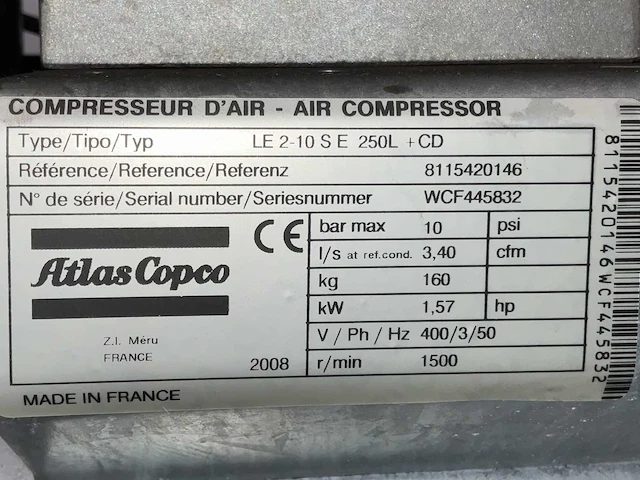 COMPRESSEUR D'AIR - AIR COMPRESSOR
Type/Tipo/Typ LE 2-10 S E 250L +CD
Référence/Reference/Referenz 8115420146
N° de série/Serial number/Seriesnummer WCF445832
Atlas Copco
Z.I. Méru
FRANCE
CE
2008
bar max 10 psi
l/s at ref.cond. 3,40 cfm
kg 160
kW 1,57 hp
V / Ph / Hz 400/3/50
r/min 1500
MADE IN FRANCE
8115420146WCF445832